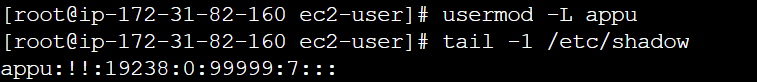 [root@ip-172-31-82-160 ec2-user]# usermod -L appu
[root@ip-172-31-82-160 ec2-user]# tail -1 /etc/shadow
appu:!!:19238:0:99999:7:::